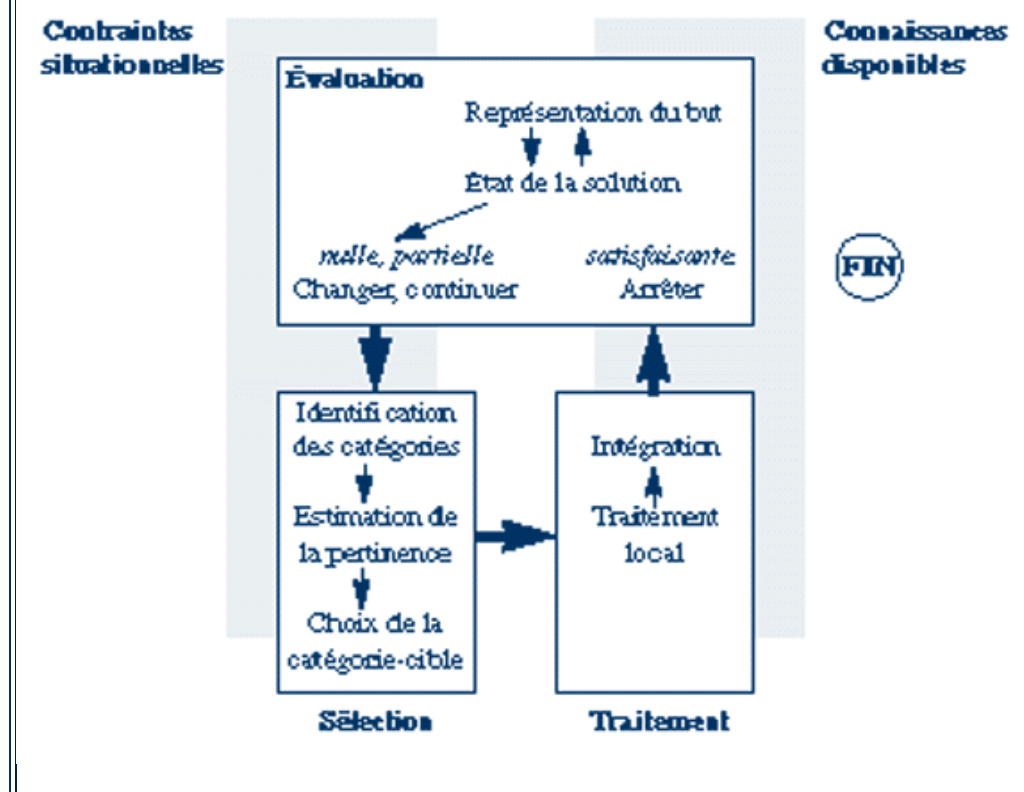 Contraintes
situationnelles
Connaissances
disponibles
Évaluation
Représentation du but
État de la solution
nulle, partielle
satisfaisante
Changer, continuer
Arrêter
FIN
Identification
des catégories
Estimation de
la pertinence
Choix de la
catégorie-cible
Intégration
Traitement
local
Sélection
Traitement